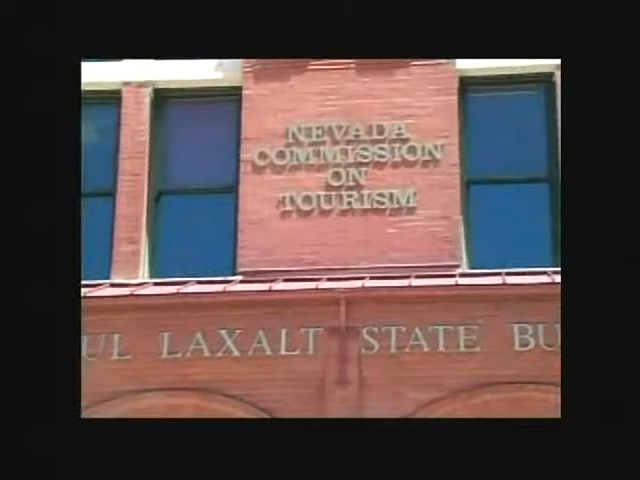 NEVADA
COMMISSION
ON
TOURISM
UL LAXALT STATE BU